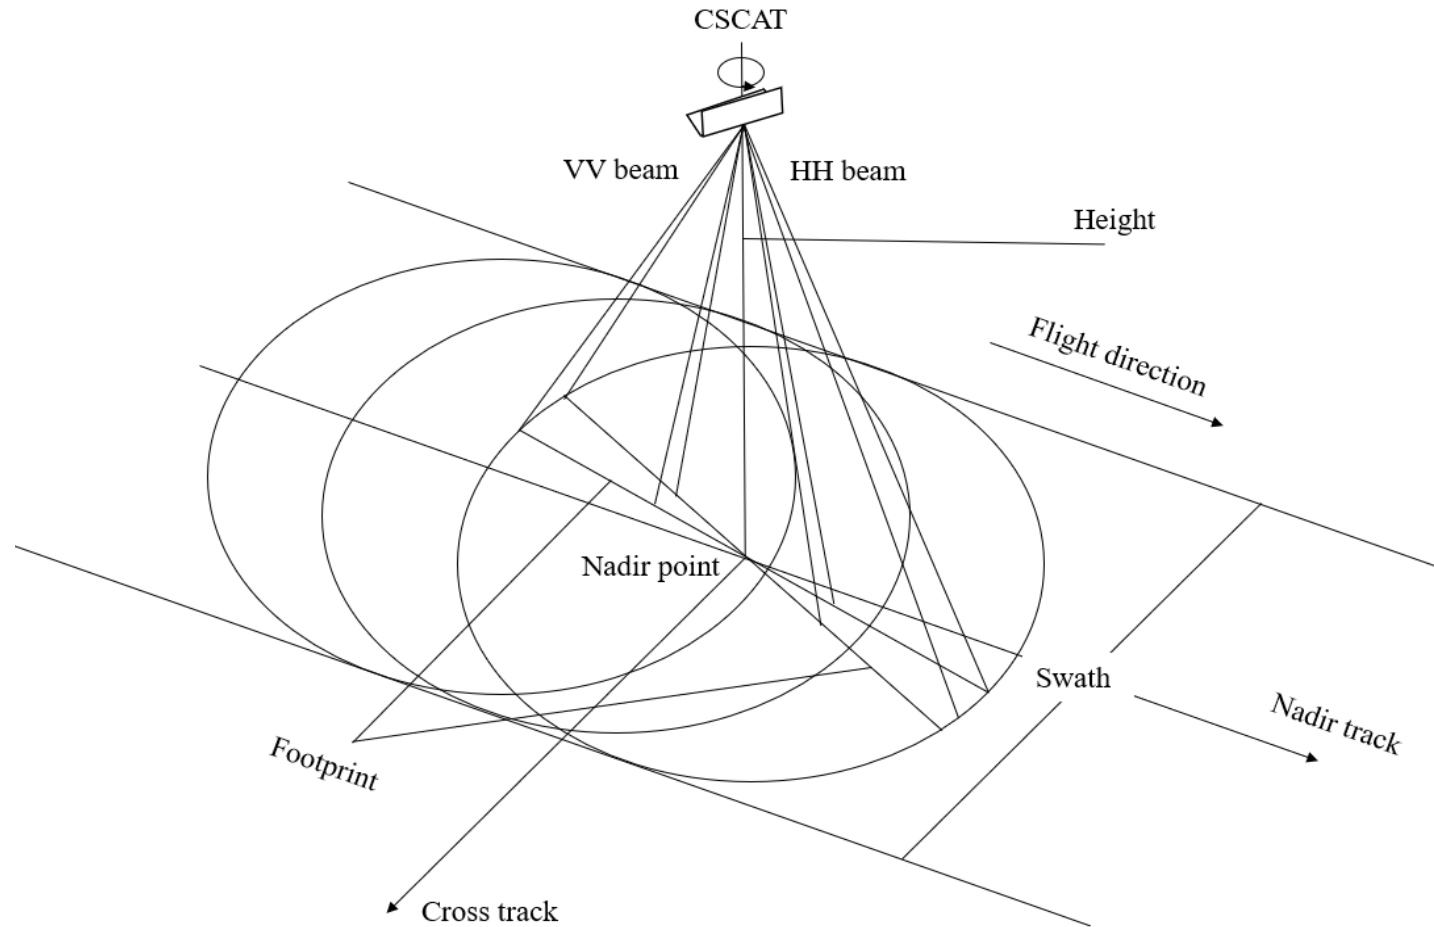 CSCAT
VV beam
HH beam
Height
Flight direction
Nadir point
Swath
Nadir track
Footprint
Cross track